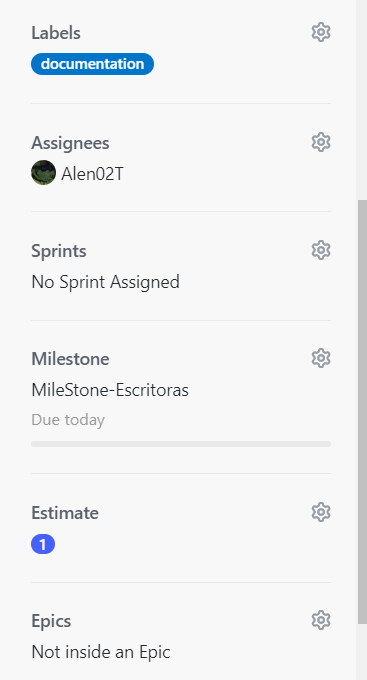 Labels
documentation
Assignees
Alen02T
Sprints
No Sprint Assigned
Milestone
MileStone-Escritoras
Due today
Estimate
1
Epics
Not inside an Epic